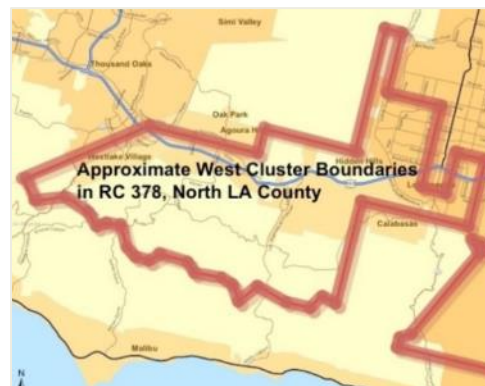 Simi Valley
Thousand Oaks
Oak Park
Agoura H
Westlake Village
Hidden Hills
Approximate West Cluster Boundaries
in RC 378, North LA County
Calabasas
Malibu
N